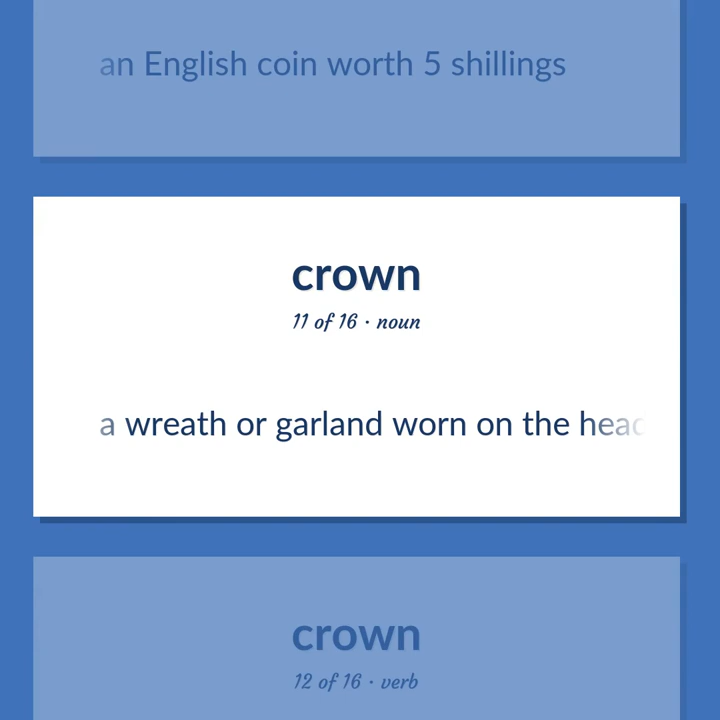 an English coin worth 5 shillings
crown
11 of 16 · noun
a wreath or garland worn on the head
crown
12 of 16 · verb